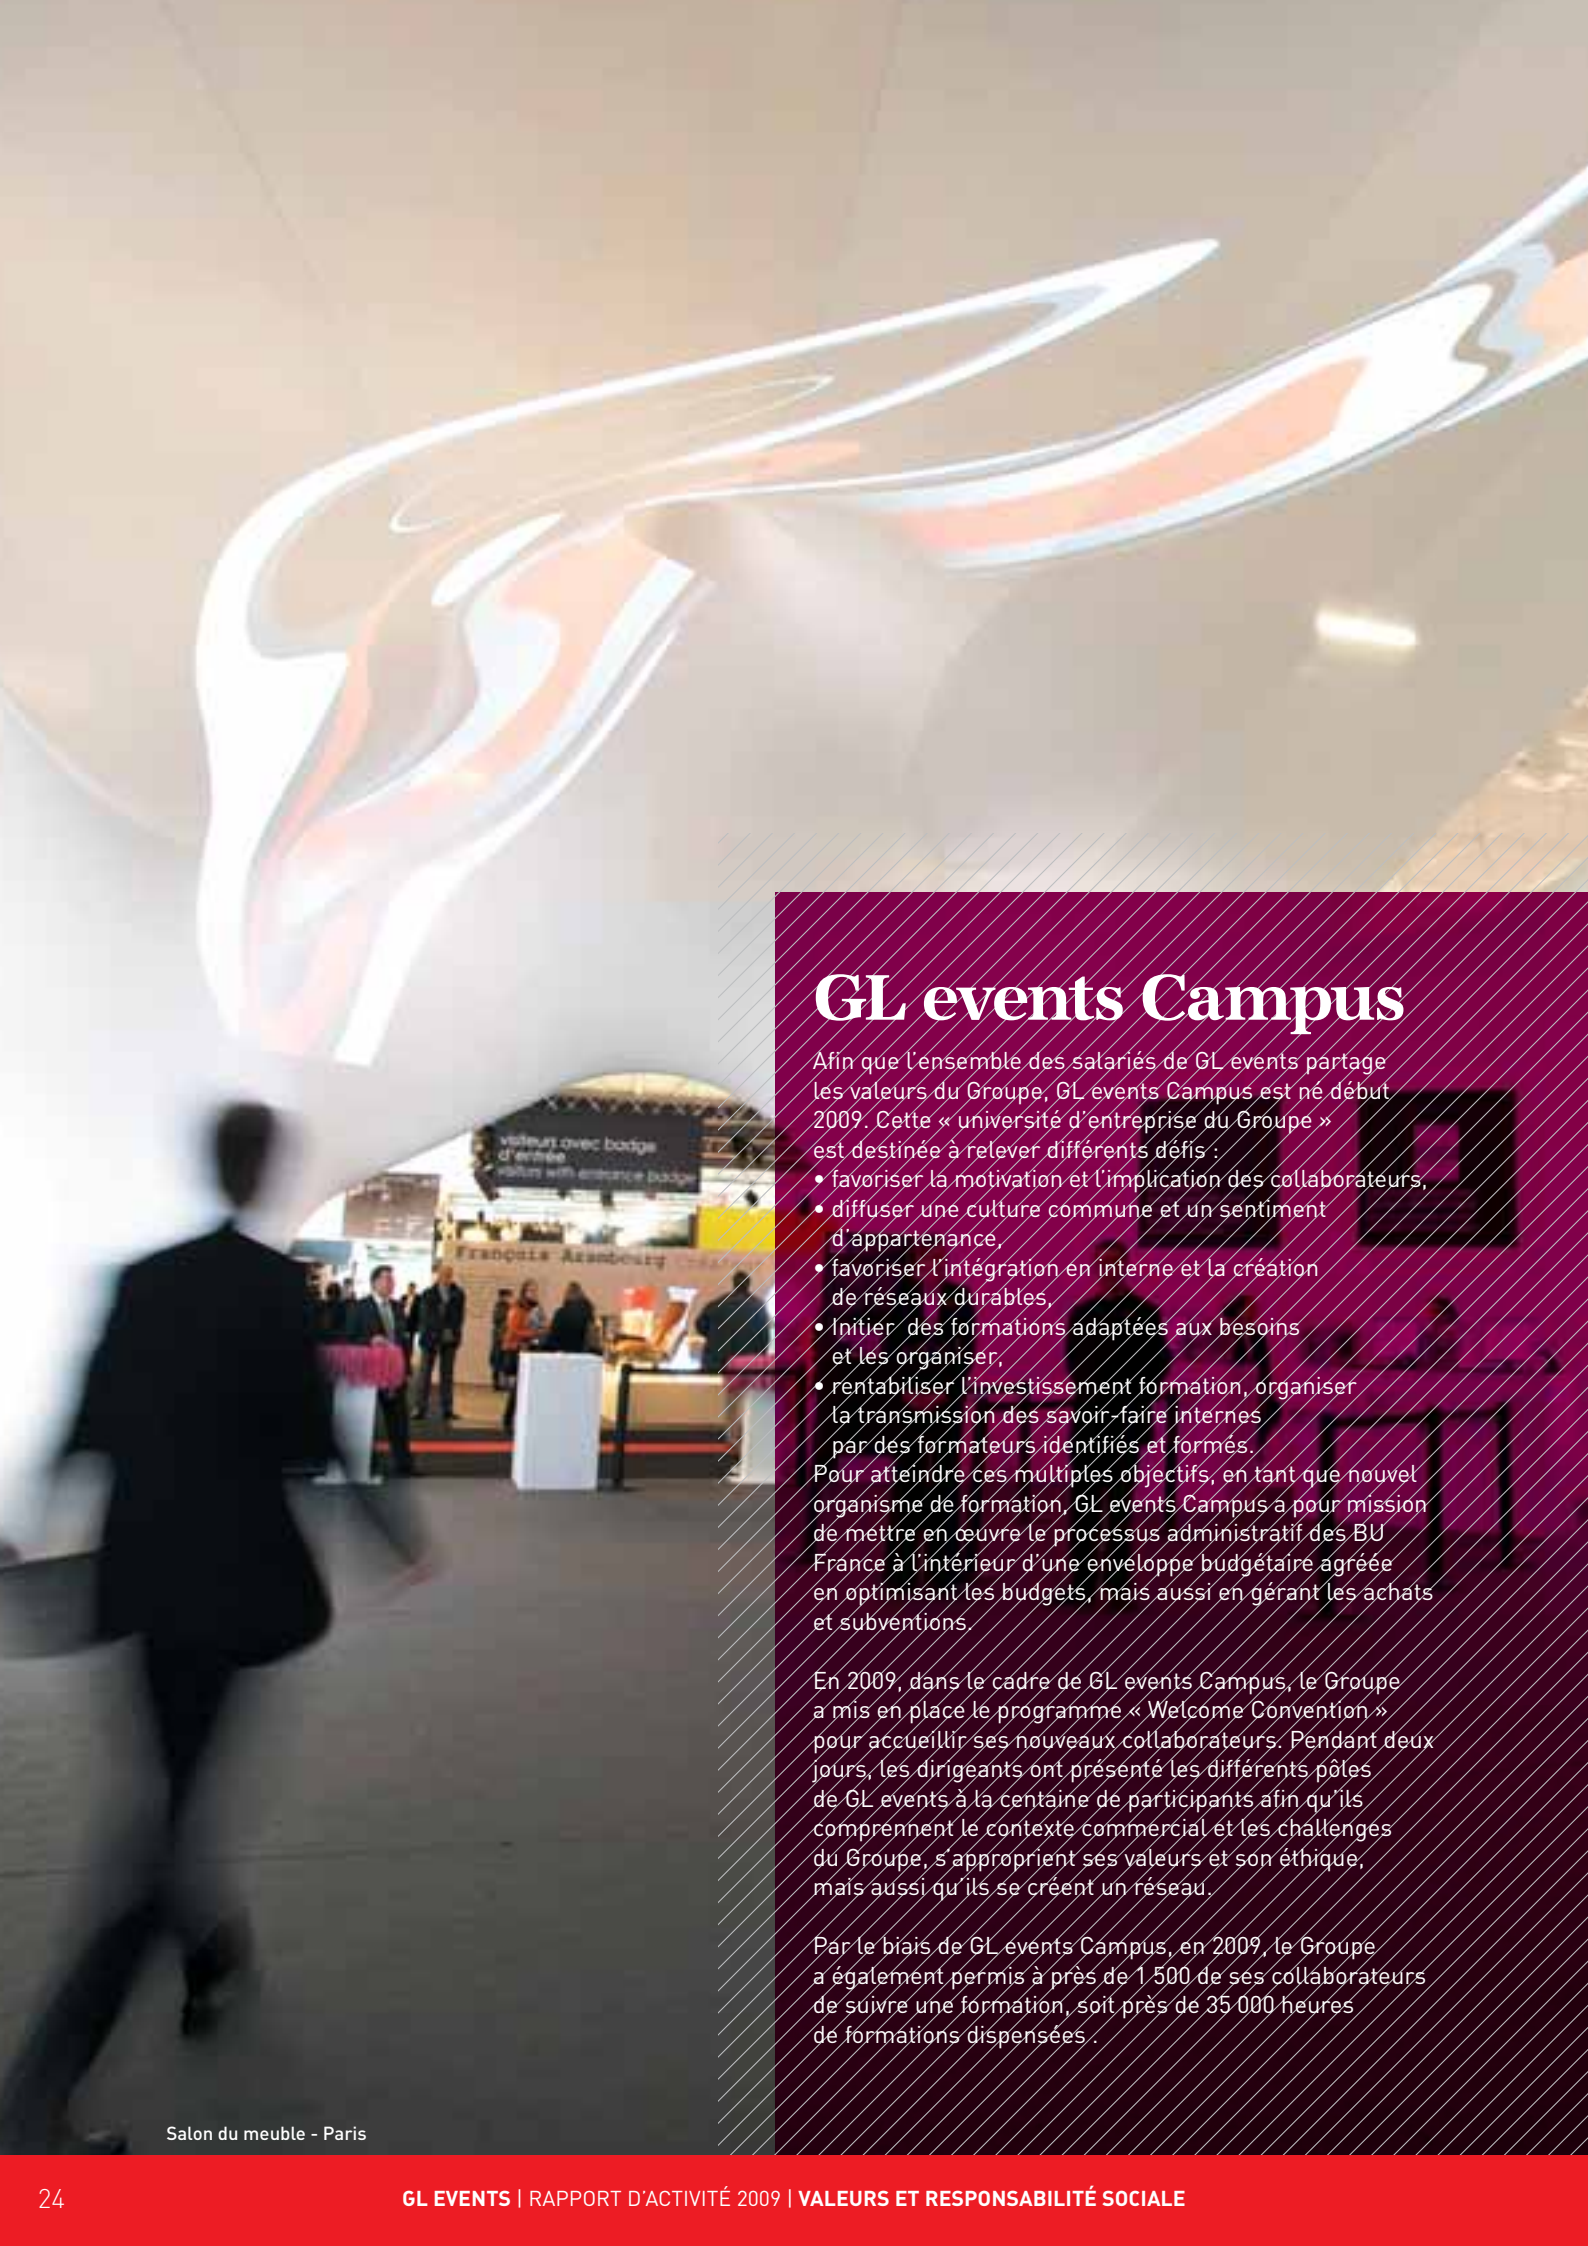 visiteurs avec badge
d'entrée
visitors with entrance badge
François Azambourg
GL events Campus
Afin que l'ensemble des salariés de GL events partage
les valeurs du Groupe, GL events Campus est né début
2009. Cette « université d'entreprise du Groupe »
est destinée à relever différents défis :
• favoriser la motivation et l'implication des collaborateurs,
• diffuser une culture commune et un sentiment
d'appartenance,
• favoriser l'intégration en interne et la création
de réseaux durables,
• Initier  des formations adaptées aux besoins
et les organiser,
• rentabiliser l'investissement formation, organiser
la transmission des savoir-faire internes
par des formateurs identifiés et formés.
Pour atteindre ces multiples objectifs, en tant que nouvel
organisme de formation, GL events Campus a pour mission
de mettre en œuvre le processus administratif des BU
France à l'intérieur d'une enveloppe budgétaire agréée
en optimisant les budgets, mais aussi en gérant les achats
et subventions.
En 2009, dans le cadre de GL events Campus, le Groupe
a mis en place le programme « Welcome Convention »
pour accueillir ses nouveaux collaborateurs. Pendant deux
jours, les dirigeants ont présenté les différents pôles
de GL events à la centaine de participants afin qu'ils
comprennent le contexte commercial et les challenges
du Groupe, s'approprient ses valeurs et son éthique,
mais aussi qu'ils se créent un réseau.
Par le biais de GL events Campus, en 2009, le Groupe
a également permis à près de 1 500 de ses collaborateurs
de suivre une formation, soit près de 35 000 heures
de formations dispensées .
Salon du meuble - Paris
24
GL EVENTS | RAPPORT D'ACTIVITÉ 2009 | VALEURS ET RESPONSABILITÉ SOCIALE